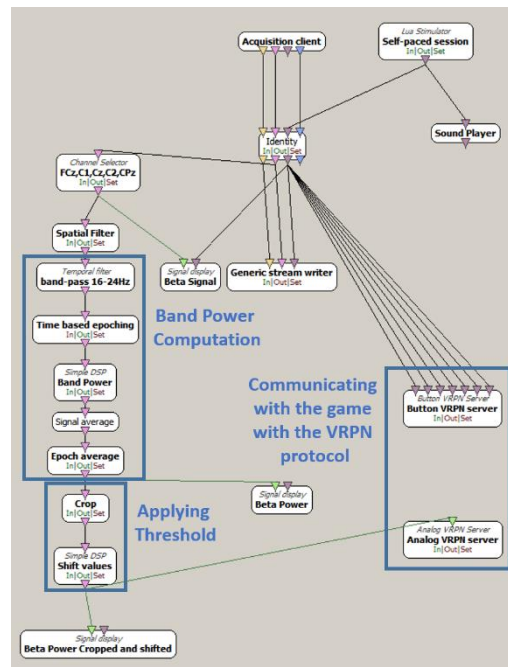 Acquisition client
In|Out|Set
Lua Stimulator
Self-paced session
In|Out|Set
Sound Player
Identity
In|Out|Set
Channel Selector
FCz,C1,Cz,C2,CPz
In|Out|Set
Spatial Filter
In|Out|Set
Signal display
Beta Signal
Generic stream writer
In|Out|Set
Temporal filter
band-pass 16-24Hz
Time based epoching
In|Out|Set
Simple DSP
Band Power
In|Out|Set
Signal average
Epoch average
In|Out|Set
Band Power
Computation
Communicating
with the game
with the VRPN
protocol
Button VRPN Server
Button VRPN server
In|Out|Set
Signal display
Beta Power
Crop
In|Out|Set
Simple DSP
Shift values
In|Out|Set
Applying
Threshold
Analog VRPN Server
Analog VRPN server
In|Out|Set
Signal display
Beta Power Cropped and shifted